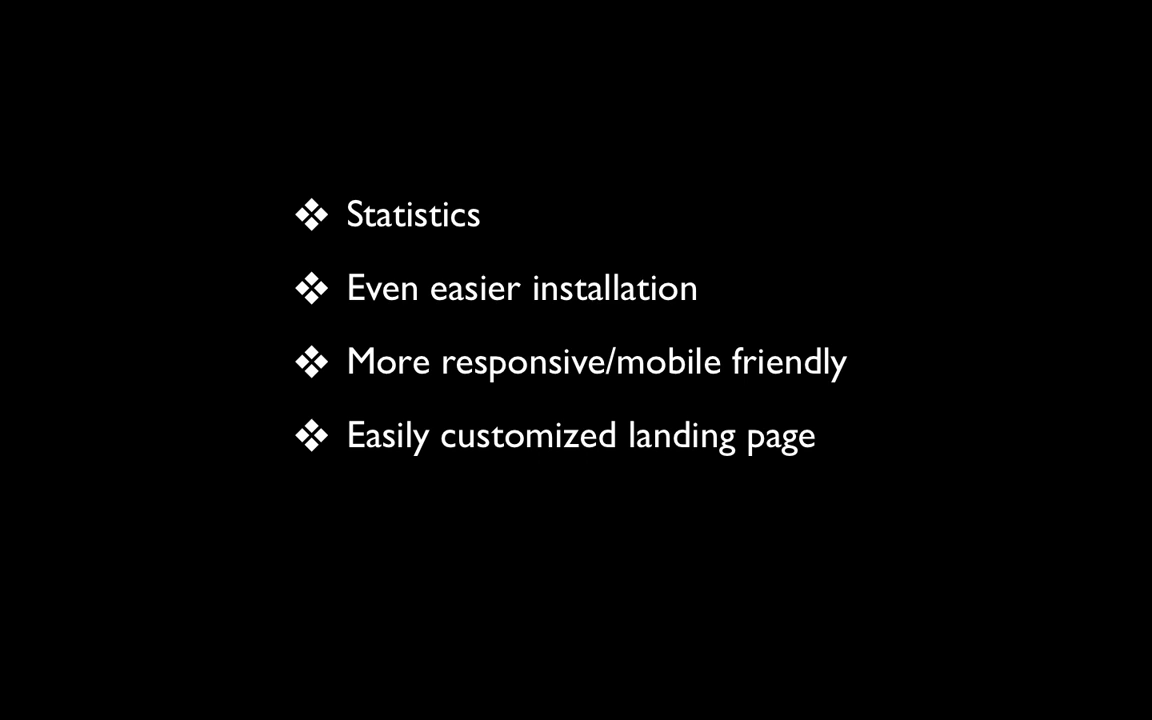 ❖ Statistics
❖ Even easier installation
❖ More responsive/mobile friendly
❖ Easily customized landing page